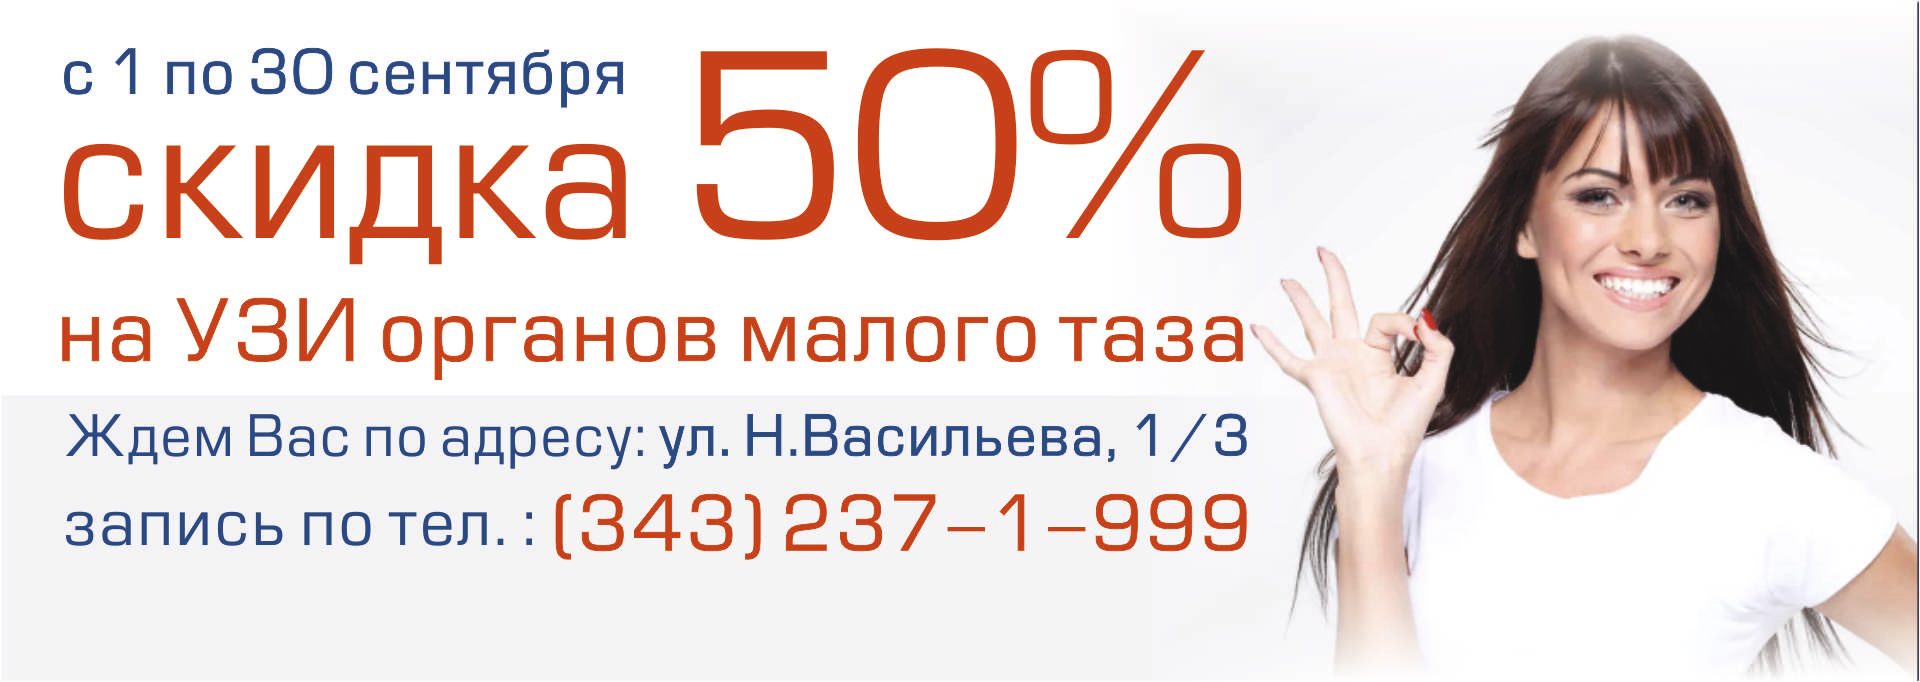 с 1 по 30 сентября
скидка 50%
на УЗИ органов малого таза
Ждем Вас по адресу: ул. Н.Васильева, 1/3
запись по тел. : (343) 237-1-999